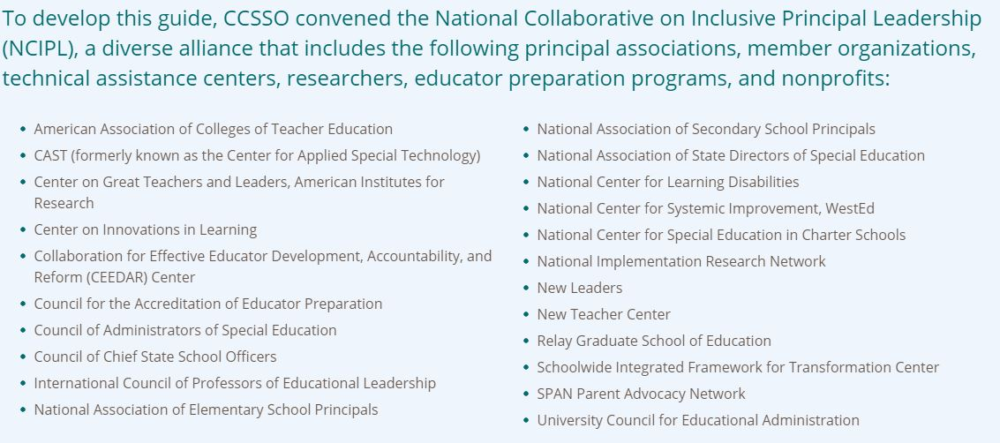 To develop this guide, CCSSO convened the National Collaborative on Inclusive Principal Leadership
(NCIPL), a diverse alliance that includes the following principal associations, member organizations,
technical assistance centers, researchers, educator preparation programs, and nonprofits:
• American Association of Colleges of Teacher Education
• CAST (formerly known as the Center for Applied Special Technology)
• Center on Great Teachers and Leaders, American Institutes for
Research
• Center on Innovations in Learning
• Collaboration for Effective Educator Development, Accountability, and
Reform (CEEDAR) Center
• Council for the Accreditation of Educator Preparation
• Council of Administrators of Special Education
• Council of Chief State School Officers
• International Council of Professors of Educational Leadership
• National Association of Elementary School Principals
• National Association of Secondary School Principals
• National Association of State Directors of Special Education
• National Center for Learning Disabilities
• National Center for Systemic Improvement, WestEd
• National Center for Special Education in Charter Schools
• National Implementation Research Network
• New Leaders
• New Teacher Center
• Relay Graduate School of Education
• Schoolwide Integrated Framework for Transformation Center
• SPAN Parent Advocacy Network
• University Council for Educational Administration